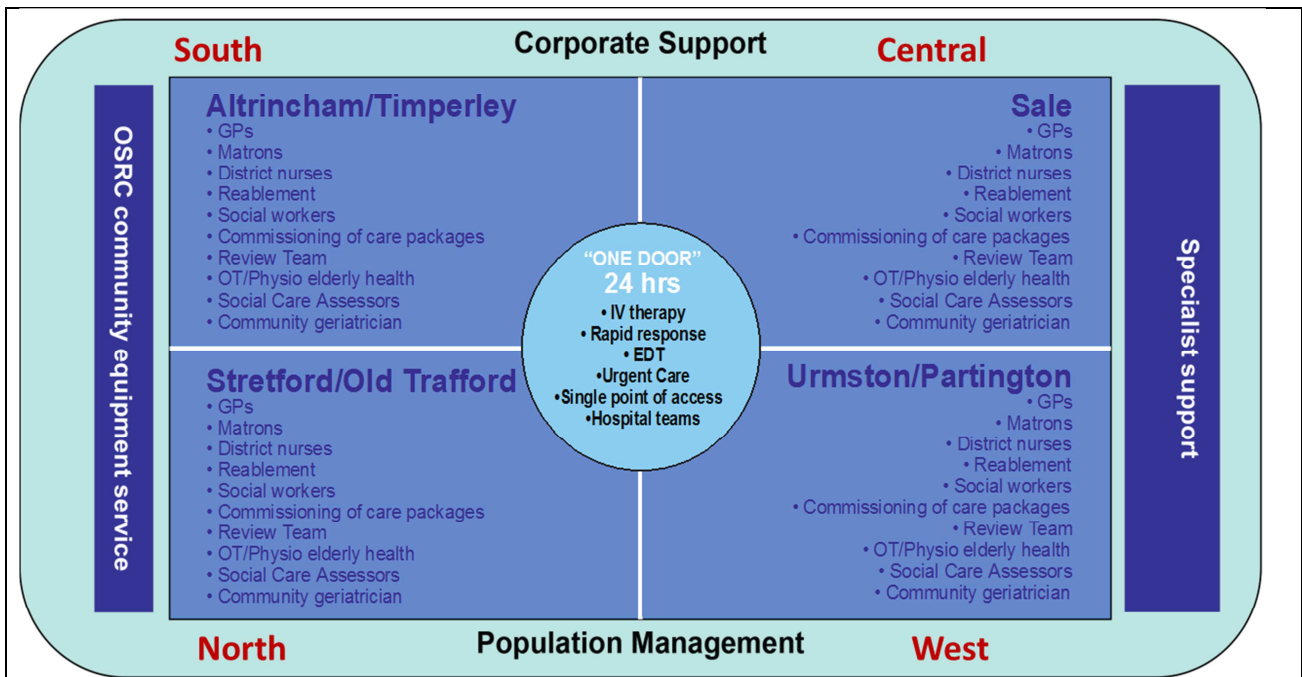 South
Corporate Support
Central
OSRC community equipment service
Altrincham/Timperley
• GPs
• Matrons
• District nurses
• Reablement
• Social workers
• Commissioning of care packages
• Review Team
• OT/Physio elderly health
• Social Care Assessors
• Community geriatrician
Sale
• GPs
• Matrons
• District nurses
• Reablement
• Social workers
• Commissioning of care packages
• Review Team
• OT/Physio elderly health
• Social Care Assessors
• Community geriatrician
"ONE DOOR"
24 hrs
• IV therapy
• Rapid response
• EDT
•Urgent Care
•Single point of access
•Hospital teams
Stretford/Old Trafford
• GPs
• Matrons
• District nurses
• Reablement
• Social workers
• Commissioning of care packages
• Review Team
• OT/Physio elderly health
• Social Care Assessors
• Community geriatrician
Urmston/Partington
• GPs
• Matrons
• District nurses
• Reablement
• Social workers
• Commissioning of care packages
• Review Team
• OT/Physio elderly health
• Social Care Assessors
• Community geriatrician
Specialist support
North
Population Management
West